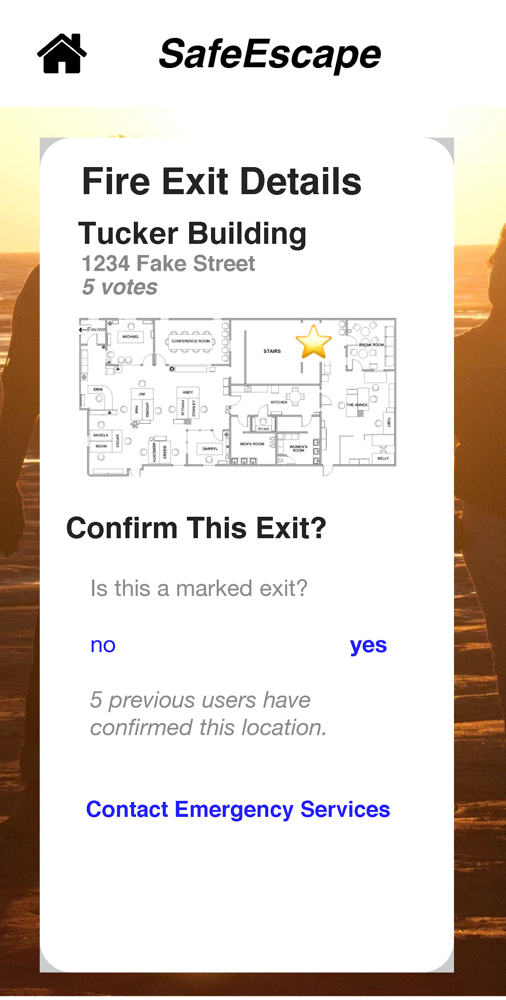 SafeEscape
Fire Exit Details
Tucker Building
1234 Fake Street
5 votes
←Elevator
MICHAEL
CONFERENCE ROOM
STAIRS
BREAK ROOM
ERIN
JIM
PAM
DWIGHT
ANDY
PHYLLIS
STANLEY
KITCHEN
THE ANNEX
RYAN
TOBY
ANGELA
KEVIN
OSCAR
MEREDITH
CREED
DARRYL
MEN'S ROOM
WOMEN'S
ROOM
KELLY
Confirm This Exit?
Is this a marked exit?
no yes
5 previous users have
confirmed this location.
Contact Emergency Services